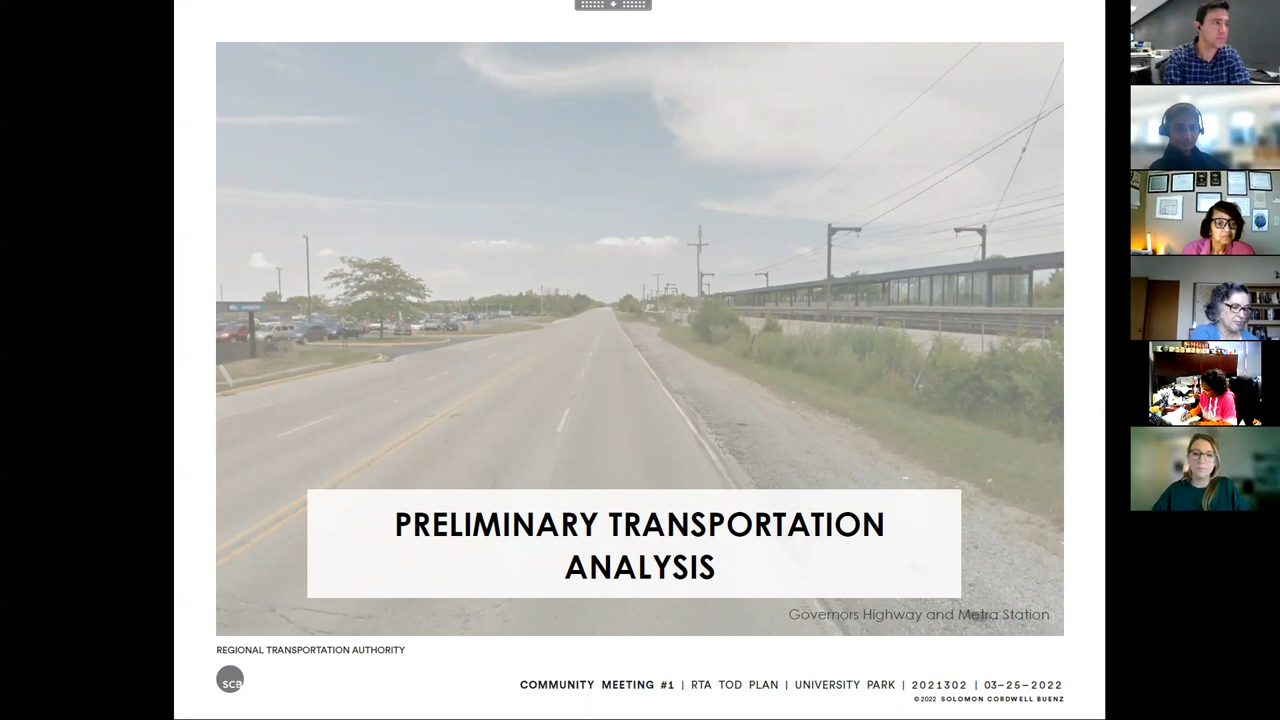 PRELIMINARY TRANSPORTATION
ANALYSIS
Governors Highway and Metra Station
REGIONAL TRANSPORTATION AUTHORITY
SCB
COMMUNITY MEETING #1 | RTA TOD PLAN | UNIVERSITY PARK | 2021302 | 03-25-2022
©2022 SOLOMON CORDWELL BUENZ